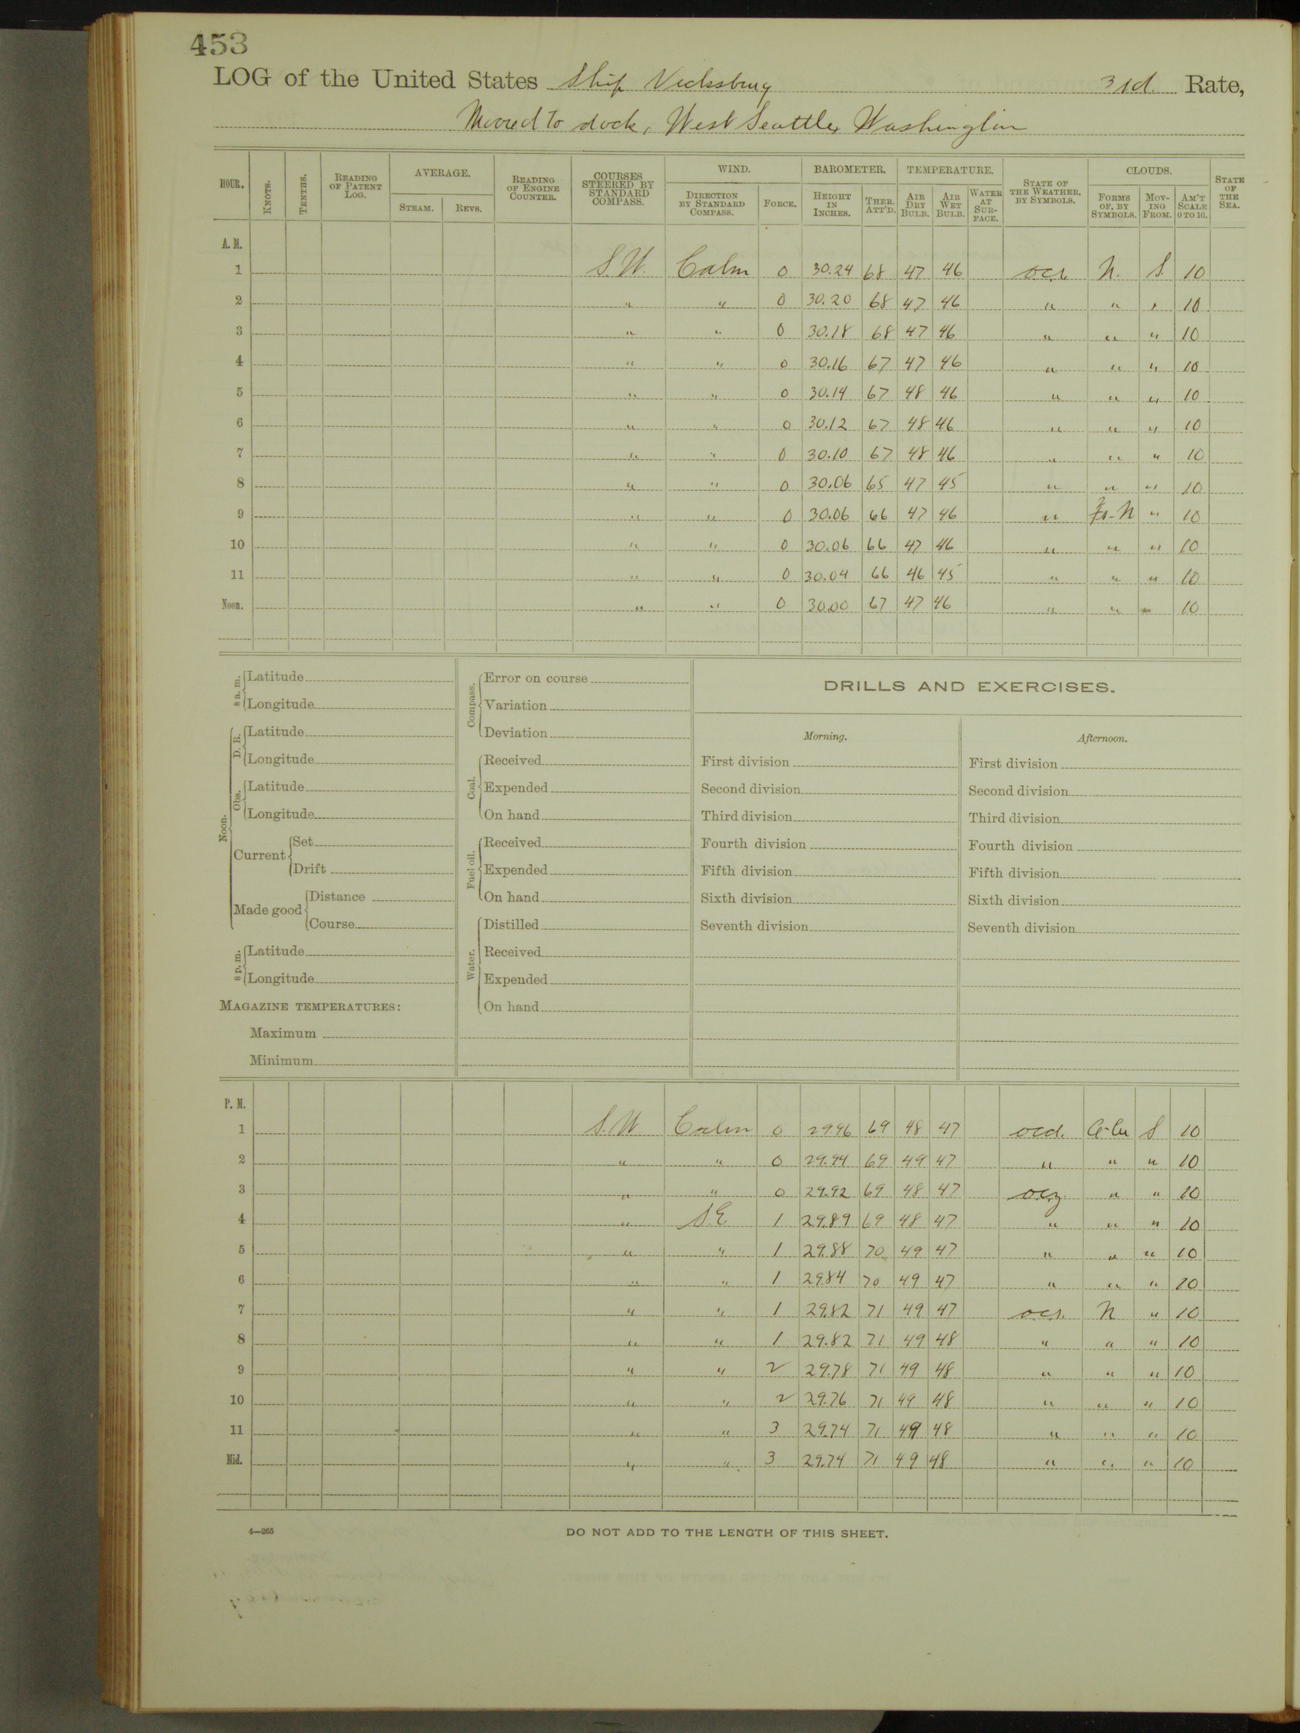 453
LOG of the United States Ship Vicksburg 3rd Rate,
Moored to dock, West Seattle, Washington
HOUR. KNOTS. TENTHS. READING OF PATENT LOG. AVERAGE. STEAM. REVS. READING OF ENGINE COUNTER. COURSES STEERED BY STANDARD COMPASS. WIND. DIRECTION BY STANDARD COMPASS. FORCE. BAROMETER. HEIGHT IN INCHES. THER. ATT'D. TEMPERATURE. AIR DRY BULB. AIR WET BULB. WATER AT SURFACE. STATE OF THE WEATHER, BY SYMBOLS. CLOUDS. FORMS OF, BY SYMBOLS. MOVING FROM. AM'T SCALE 0 TO 10. STATE OF THE SEA.
A. M.
1 S.W. Calm 0 30.24 68 47 46 ocr N. S 10
2 " " 0 30.20 68 47 46 " " " 10
3 " " 0 30.18 68 47 46 " " " 10
4 " " 0 30.16 67 47 46 " " " 10
5 " " 0 30.14 67 48 46 " " " 10
6 " " 0 30.12 67 48 46 " " " 10
7 " " 0 30.10 67 48 46 " " " 10
8 " " 0 30.06 65 47 45 " " " 10
9 " " 0 30.06 66 47 46 " " 10
10 " " 0 30.06 66 47 46 " " " 10
11 " " 0 30.04 66 46 45 " " " 10
Noon. " " 0 30.00 67 47 46 " " " 10
8 a. m. Latitude
Longitude
Noon. D. R. Latitude
Longitude
Obs. Latitude
Longitude
Current Set
Drift
Made good Distance
Course
8 p. m. Latitude
Longitude
MAGAZINE TEMPERATURES:
Maximum
Minimum
Compass. Error on course
Variation
Deviation
Coal. Received
Expended
On hand
Fuel oil. Received
Expended
On hand
Water. Distilled
Received
Expended
On hand
DRILLS AND EXERCISES.
Morning.
First division
Second division
Third division
Fourth division
Fifth division
Sixth division
Seventh division
Afternoon.
First division
Second division
Third division
Fourth division
Fifth division
Sixth division
Seventh division
P. M.
1 S.W Calm 0 29.96 69 48 47 ocd. S 10
2 " " 0 29.94 69 49 47 " " " 10
3 " " 0 29.92 69 48 47 ocz " " 10
4 " S.E 1 29.89 69 48 47 " " " 10
5 " " 1 29.88 70 49 47 " " " 10
6 " " 1 29.84 70 49 47 " " " 10
7 " " 1 29.82 71 49 47 ocr. N " 10
8 " " 1 29.82 71 49 48 " " " 10
9 " " 2 29.78 71 49 48 " " " 10
10 " " 2 29.76 71 49 48 " " " 10
11 " " 3 29.74 71 49 48 " " " 10
Mid. " " 3 29.74 71 49 48 " " " 10
4—265
DO NOT ADD TO THE LENGTH OF THIS SHEET.